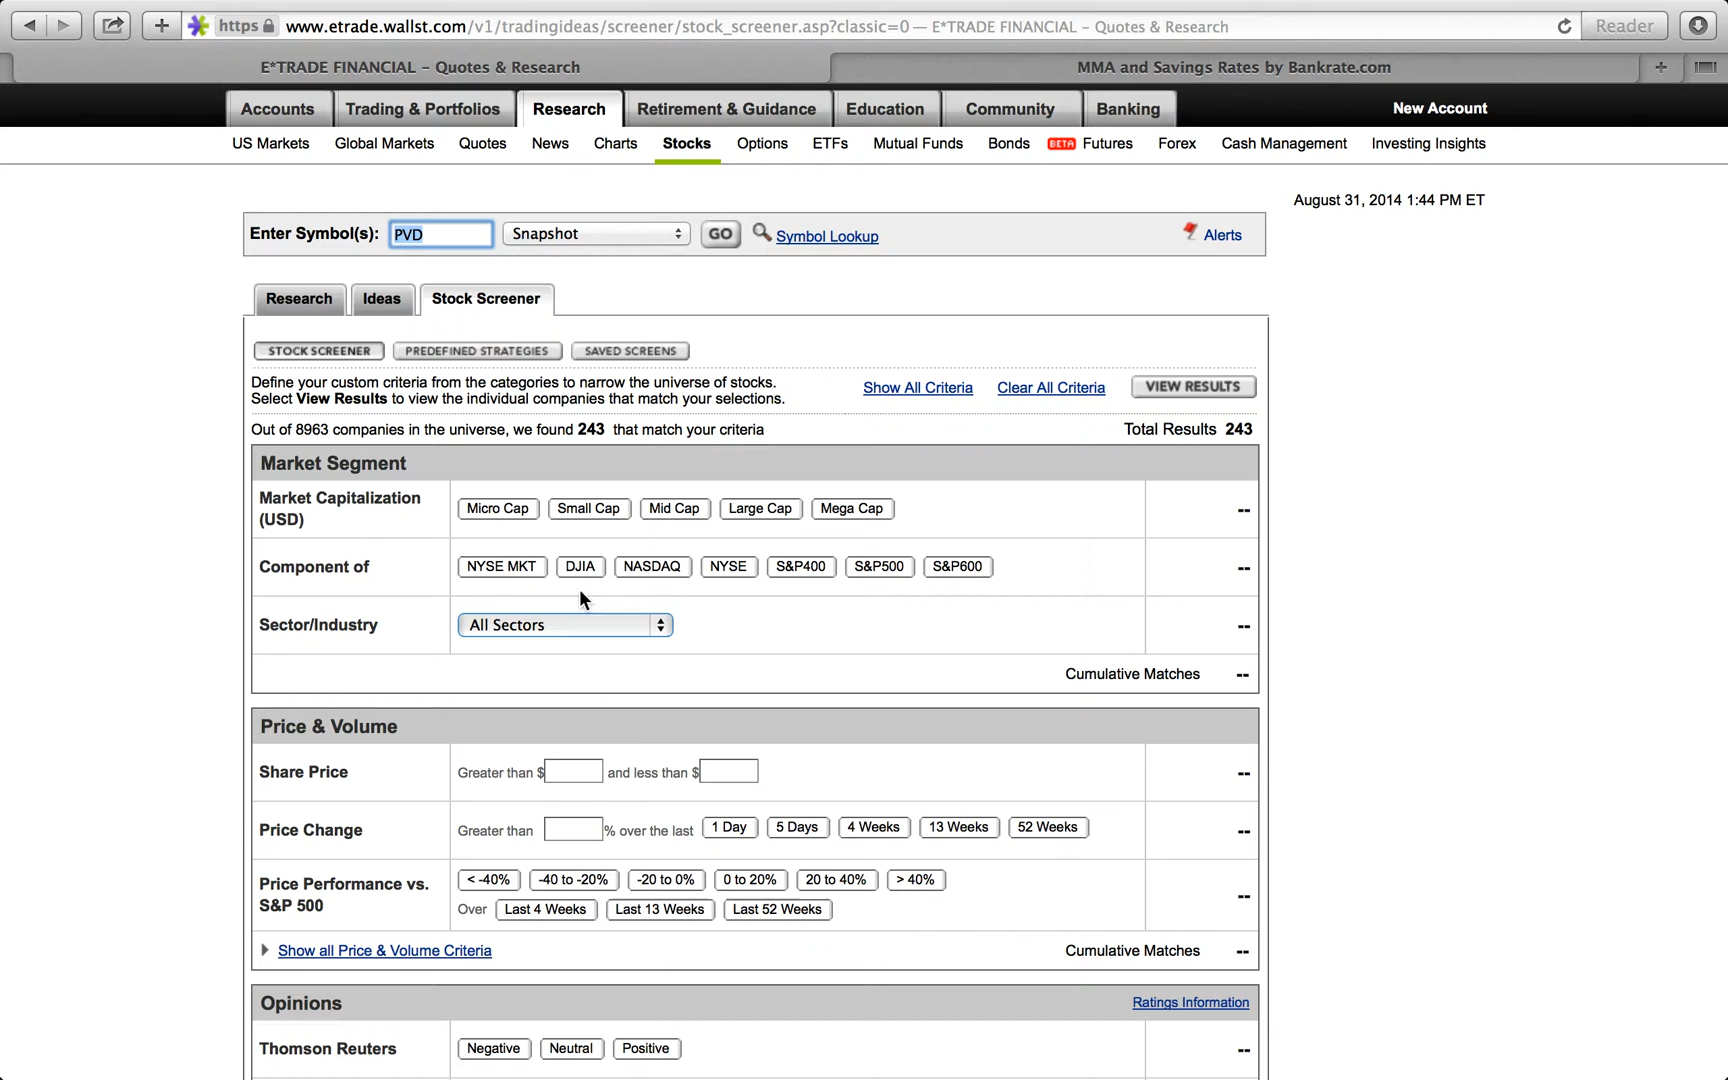 https www.etrade.wallst.com/v1/tradingideas/screener/stock_screener.asp?classic=0 — E*TRADE FINANCIAL – Quotes & Research Reader
E*TRADE FINANCIAL – Quotes & Research MMA and Savings Rates by Bankrate.com
Accounts Trading & Portfolios Research Retirement & Guidance Education Community Banking New Account
US Markets Global Markets Quotes News Charts Stocks Options ETFs Mutual Funds Bonds BETA Futures Forex Cash Management Investing Insights
August 31, 2014 1:44 PM ET
Enter Symbol(s): PVD Snapshot GO Symbol Lookup Alerts
Research Ideas Stock Screener
STOCK SCREENER PREDEFINED STRATEGIES SAVED SCREENS
Define your custom criteria from the categories to narrow the universe of stocks.
Select View Results to view the individual companies that match your selections.
Show All Criteria Clear All Criteria VIEW RESULTS
Out of 8963 companies in the universe, we found 243 that match your criteria Total Results 243
Market Segment
Market Capitalization
(USD)
Micro Cap Small Cap Mid Cap Large Cap Mega Cap --
Component of NYSE MKT DJIA NASDAQ NYSE S&P400 S&P500 S&P600 --
Sector/Industry All Sectors --
Cumulative Matches --
Price & Volume
Share Price Greater than $ and less than $ --
Price Change Greater than % over the last 1 Day 5 Days 4 Weeks 13 Weeks 52 Weeks --
Price Performance vs.
S&P 500
< -40% -40 to -20% -20 to 0% 0 to 20% 20 to 40% > 40%
Over Last 4 Weeks Last 13 Weeks Last 52 Weeks --
Show all Price & Volume Criteria Cumulative Matches --
Opinions Ratings Information
Thomson Reuters Negative Neutral Positive --